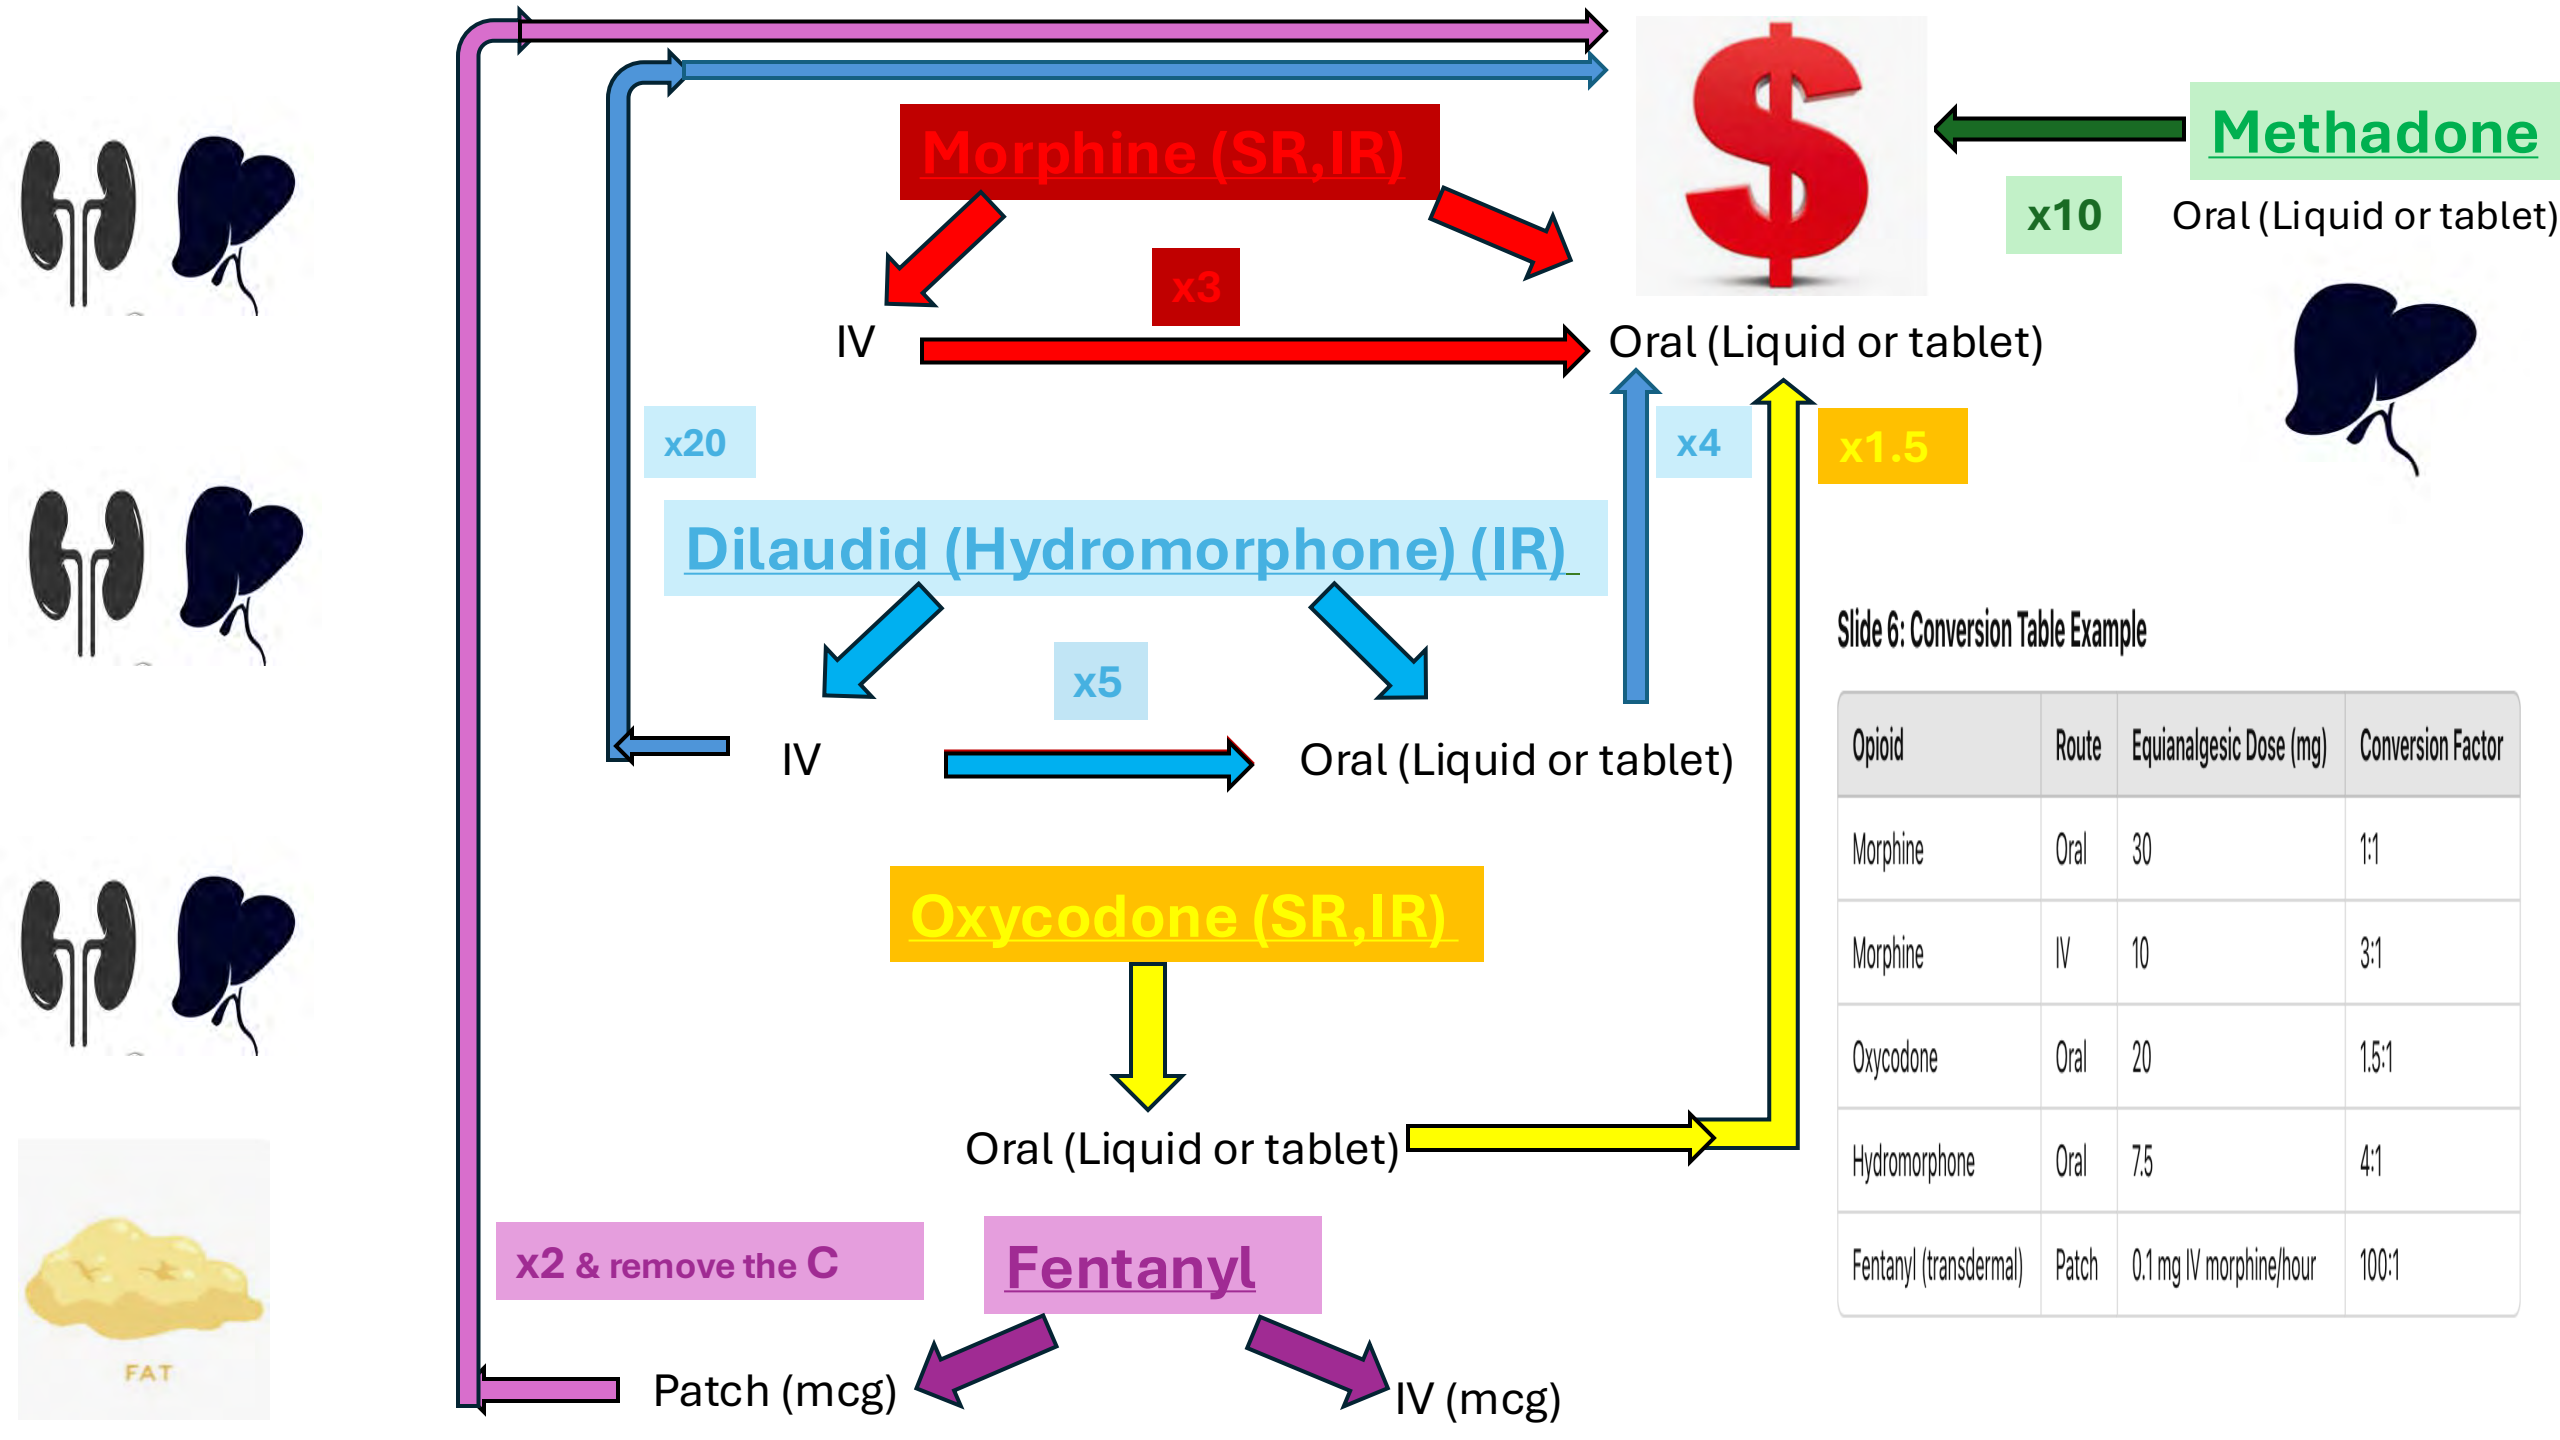 Morphine (SR,IR)
Methadone
x10
Oral (Liquid or tablet)
x3
IV
Oral (Liquid or tablet)
x20
x4
x1.5
Dilaudid (Hydromorphone) (IR)
x5
IV
Oral (Liquid or tablet)
Oxycodone (SR,IR)
Oral (Liquid or tablet)
x2 & remove the C
Fentanyl
Patch (mcg)
IV (mcg)
FAT
$
Slide 6: Conversion Table Example
Opioid Route Equianalgesic Dose (mg) Conversion Factor
Morphine Oral 30 1:1
Morphine IV 10 3:1
Oxycodone Oral 20 1.5:1
Hydromorphone Oral 7.5 4:1
Fentanyl (transdermal) Patch 0.1 mg IV morphine/hour 100:1